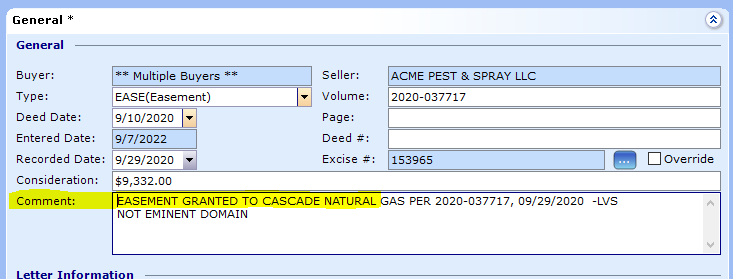 General *
General
Buyer: ** Multiple Buyers ** Seller: ACME PEST & SPRAY LLC
Type: EASE(Easement) Volume: 2020-037717
Deed Date: 9/10/2020 Page:
Entered Date: 9/7/2022 Deed #:
Recorded Date: 9/29/2020 Excise #: 153965 ... Override
Consideration: $9,332.00
Comment: EASEMENT GRANTED TO CASCADE NATURAL GAS PER 2020-037717, 09/29/2020 -LVS
NOT EMINENT DOMAIN
Letter Information